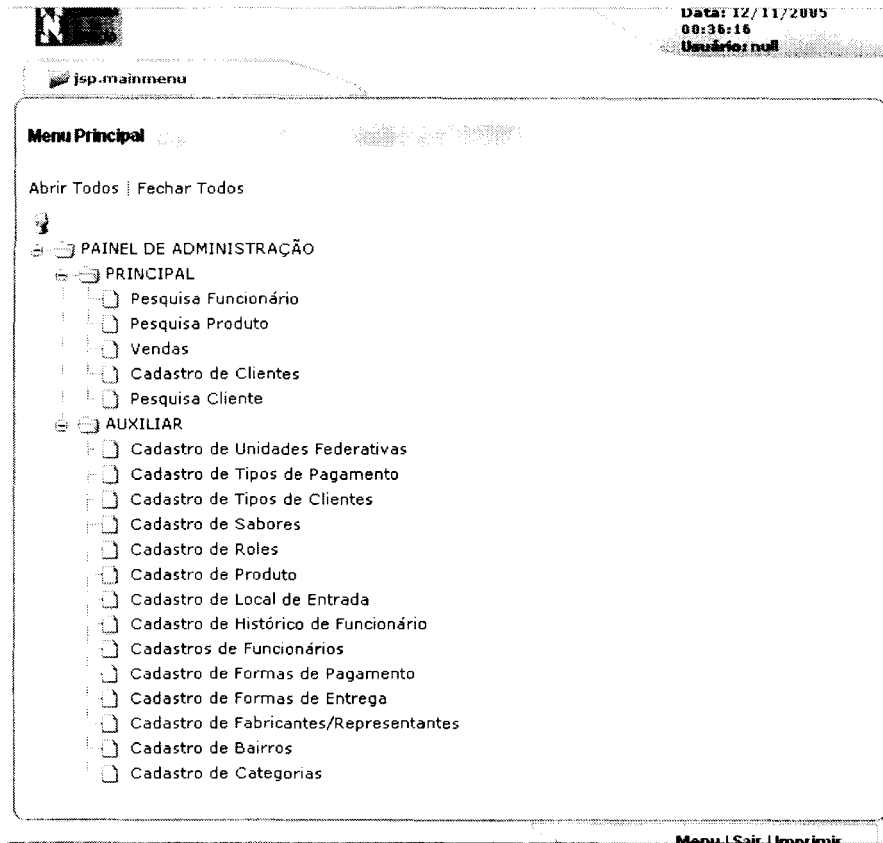 Data: 12/11/2005
00:36:16
Usuário: null
jsp.mainmenu
Menu Principal
Abrir Todos | Fechar Todos
PAINEL DE ADMINISTRAÇÃO
PRINCIPAL
Pesquisa Funcionário
Pesquisa Produto
Vendas
Cadastro de Clientes
Pesquisa Cliente
AUXILIAR
Cadastro de Unidades Federativas
Cadastro de Tipos de Pagamento
Cadastro de Tipos de Clientes
Cadastro de Sabores
Cadastro de Roles
Cadastro de Produto
Cadastro de Local de Entrada
Cadastro de Histórico de Funcionário
Cadastros de Funcionários
Cadastro de Formas de Pagamento
Cadastro de Formas de Entrega
Cadastro de Fabricantes/Representantes
Cadastro de Bairros
Cadastro de Categorias
Menu | Sair | Imprimir